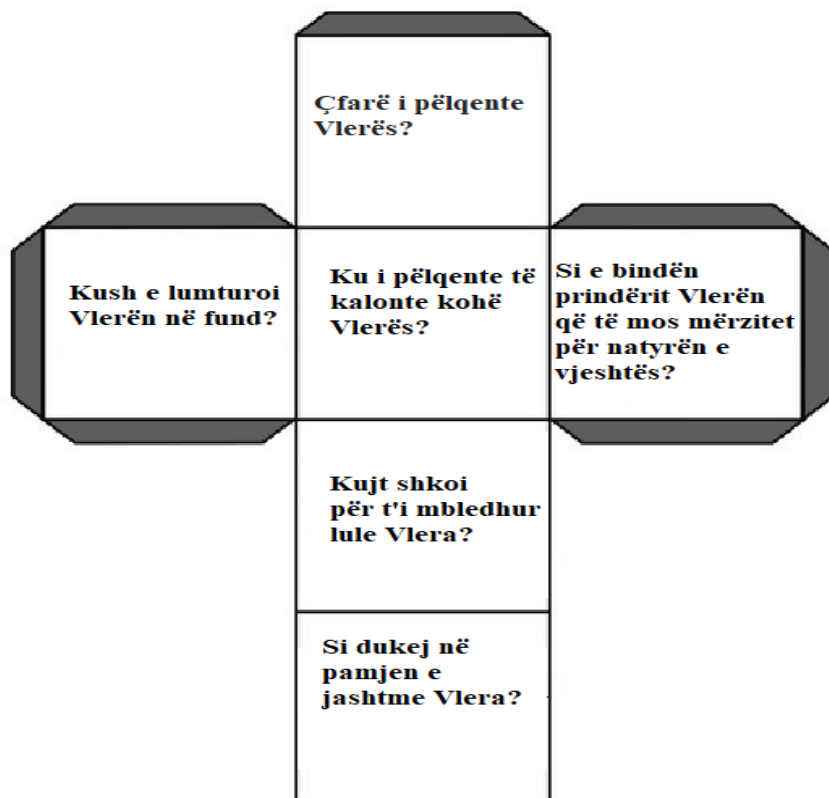 Çfarë i pëlqente
Vlerës?
Kush e lumturoi
Vlerën në fund?
Ku i pëlqente të
kalonte kohë
Vlerës?
Si e bindën
prindërit Vlerën
që të mos mërzitet
për natyrën e
vjeshtës?
Kujt shkoi
për t'i mbledhur
lule Vlera?
Si dukej në
pamjen e
jashtme Vlera?